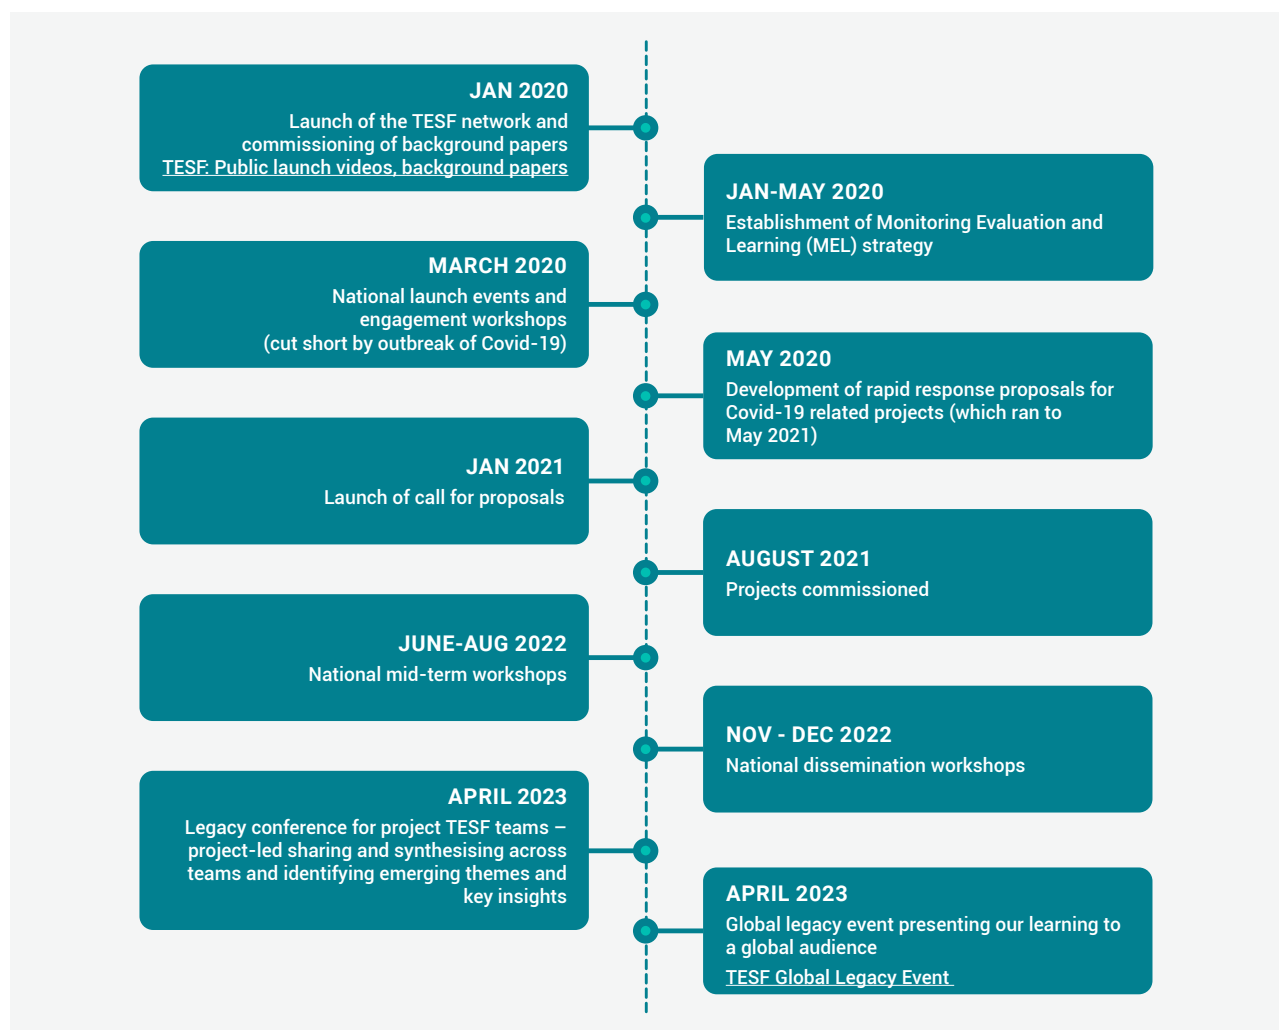 JAN 2020
Launch of the TESF network and
commissioning of background papers
TESF: Public launch videos, background papers
JAN-MAY 2020
Establishment of Monitoring Evaluation and
Learning (MEL) strategy
MARCH 2020
National launch events and
engagement workshops
(cut short by outbreak of Covid-19)
MAY 2020
Development of rapid response proposals for
Covid-19 related projects (which ran to
May 2021)
JAN 2021
Launch of call for proposals
AUGUST 2021
Projects commissioned
JUNE-AUG 2022
National mid-term workshops
NOV - DEC 2022
National dissemination workshops
APRIL 2023
Legacy conference for project TESF teams –
project-led sharing and synthesising across
teams and identifying emerging themes and
key insights
APRIL 2023
Global legacy event presenting our learning to
a global audience
TESF Global Legacy Event